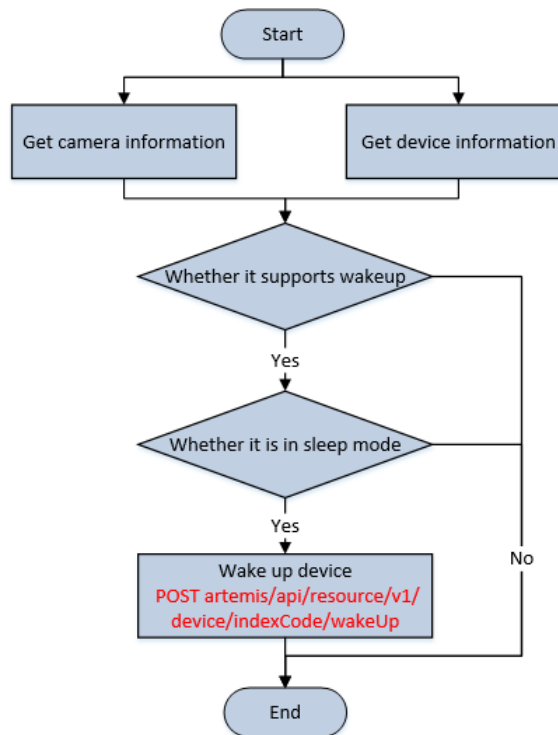 Start
Get camera information
Get device information
Whether it supports wakeup
Yes
Whether it is in sleep mode
Yes
No
Wake up device
POST artemis/api/resource/v1/
device/indexCode/wakeUp
End